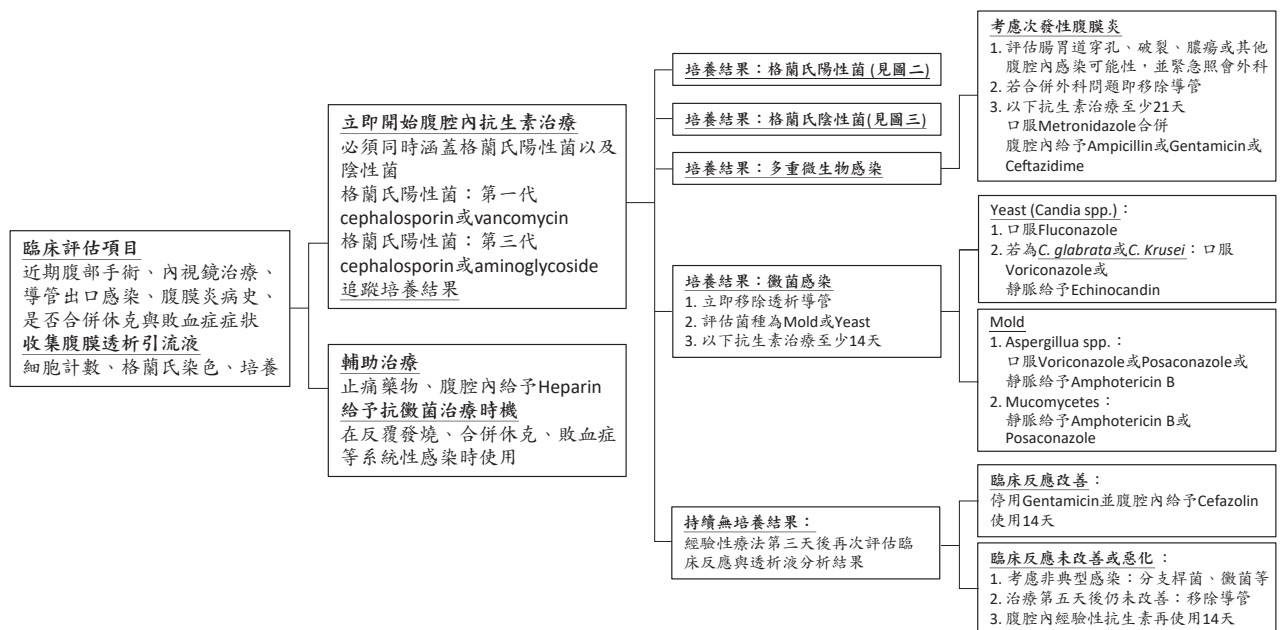 臨床評估項目
近期腹部手術、內視鏡治療、
導管出口感染、腹膜炎病史、
是否合併休克與敗血症症狀
收集腹膜透析引流液
細胞計數、格蘭氏染色、培養
立即開始腹腔內抗生素治療
必須同時涵蓋格蘭氏陽性菌以及
陰性菌
格蘭氏陽性菌：第一代
cephalosporin或vancomycin
格蘭氏陽性菌：第三代
cephalosporin或aminoglycoside
追蹤培養結果
輔助治療
止痛藥物、腹腔內給予Heparin
給予抗黴菌治療時機
在反覆發燒、合併休克、敗血症
等系統性感染時使用
培養結果：格蘭氏陽性菌 (見圖二)
培養結果：格蘭氏陰性菌(見圖三)
培養結果：多重微生物感染
考慮次發性腹膜炎
1. 評估腸胃道穿孔、破裂、膿瘍或其他
腹腔內感染可能性，並緊急照會外科
2. 若合併外科問題即移除導管
3. 以下抗生素治療至少21天
口服Metronidazole合併
腹腔內給予Ampicillin或Gentamicin或
Ceftazidime
培養結果：黴菌感染
1. 立即移除透析導管
2. 評估菌種為Mold或Yeast
3. 以下抗生素治療至少14天
Yeast (Candia spp.)：
1. 口服Fluconazole
2. 若為C. glabrata或C. Krusei：口服
Voriconazole或
靜脈給予Echinocandin
Mold
1. Aspergillua spp.：
口服Voriconazole或Posaconazole或
靜脈給予Amphotericin B
2. Mucomycetes：
靜脈給予Amphotericin B或
Posaconazole
持續無培養結果：
經驗性療法第三天後再次評估臨
床反應與透析液分析結果
臨床反應改善：
停用Gentamicin並腹腔內給予Cefazolin
使用14天
臨床反應未改善或惡化：
1. 考慮非典型感染：分支桿菌、黴菌等
2. 治療第五天後仍未改善：移除導管
3. 腹腔內經驗性抗生素再使用14天